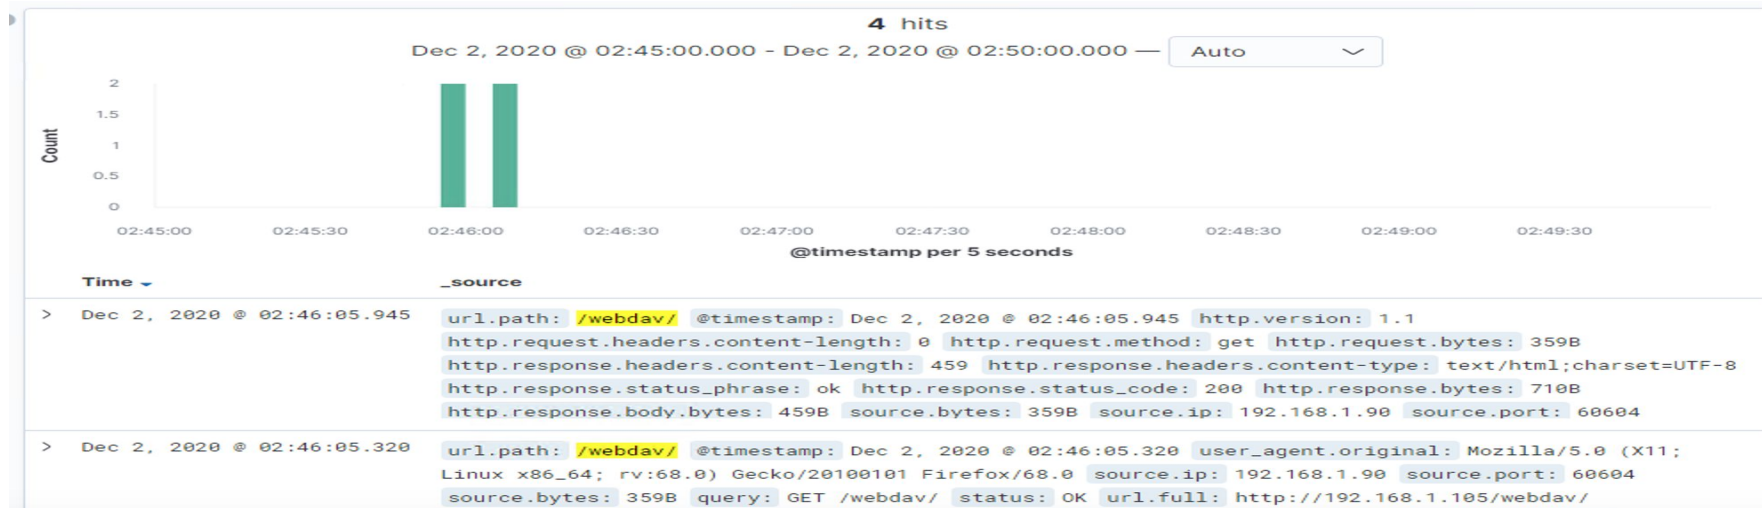 4 hits
Dec 2, 2020 @ 02:45:00.000 - Dec 2, 2020 @ 02:50:00.000 — Auto
2
1.5
1
0.5
0
Count
02:45:00 02:45:30 02:46:00 02:46:30 02:47:00 02:47:30 02:48:00 02:48:30 02:49:00 02:49:30
@timestamp per 5 seconds
Time _source
> Dec 2, 2020 @ 02:46:05.945 url.path: /webdav/ @timestamp: Dec 2, 2020 @ 02:46:05.945 http.version: 1.1
http.request.headers.content-length: 0 http.request.method: get http.request.bytes: 359B
http.response.headers.content-length: 459 http.response.headers.content-type: text/html;charset=UTF-8
http.response.status_phrase: ok http.response.status_code: 200 http.response.bytes: 710B
http.response.body.bytes: 459B source.bytes: 359B source.ip: 192.168.1.90 source.port: 60604
> Dec 2, 2020 @ 02:46:05.320 url.path: /webdav/ @timestamp: Dec 2, 2020 @ 02:46:05.320 user_agent.original: Mozilla/5.0 (X11;
Linux x86_64; rv:68.0) Gecko/20100101 Firefox/68.0 source.ip: 192.168.1.90 source.port: 60604
source.bytes: 359B query: GET /webdav/ status: OK url.full: http://192.168.1.105/webdav/